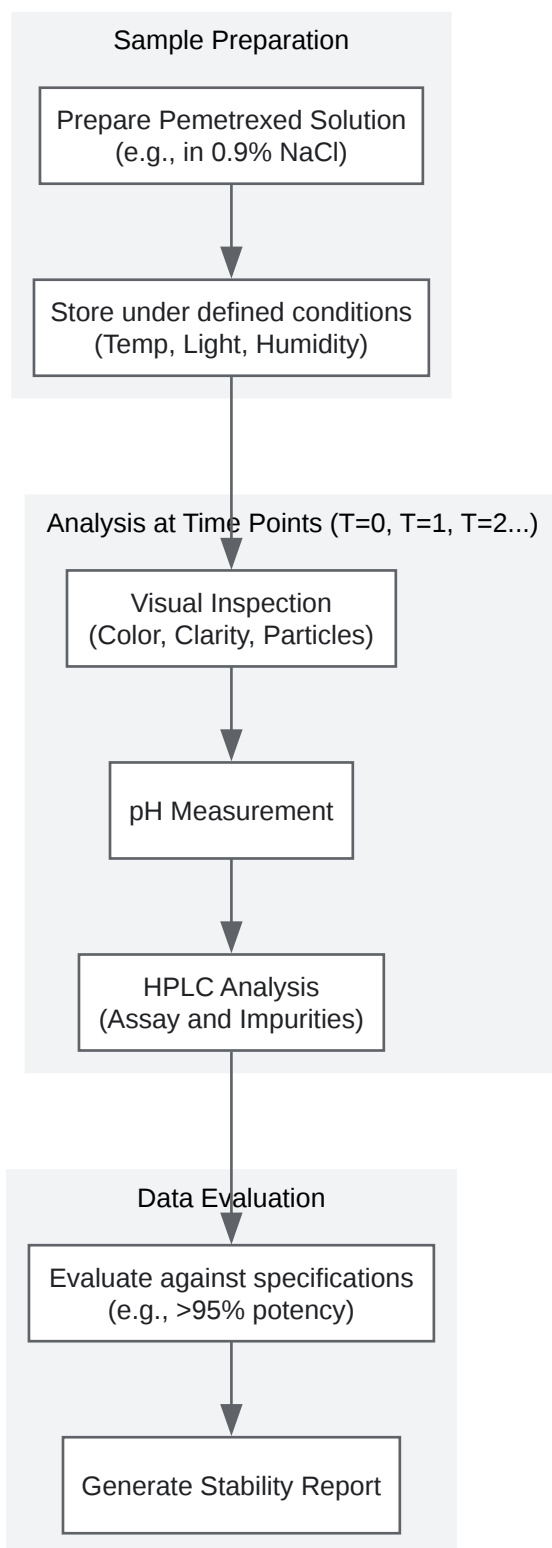 Sample Preparation
Prepare Pemetrexed Solution
(e.g., in 0.9% NaCl)
Store under defined conditions
(Temp, Light, Humidity)
Analysis at Time Points (T=0, T=1, T=2...)
Visual Inspection
(Color, Clarity, Particles)
pH Measurement
HPLC Analysis
(Assay and Impurities)
Data Evaluation
Evaluate against specifications
(e.g., >95% potency)
Generate Stability Report